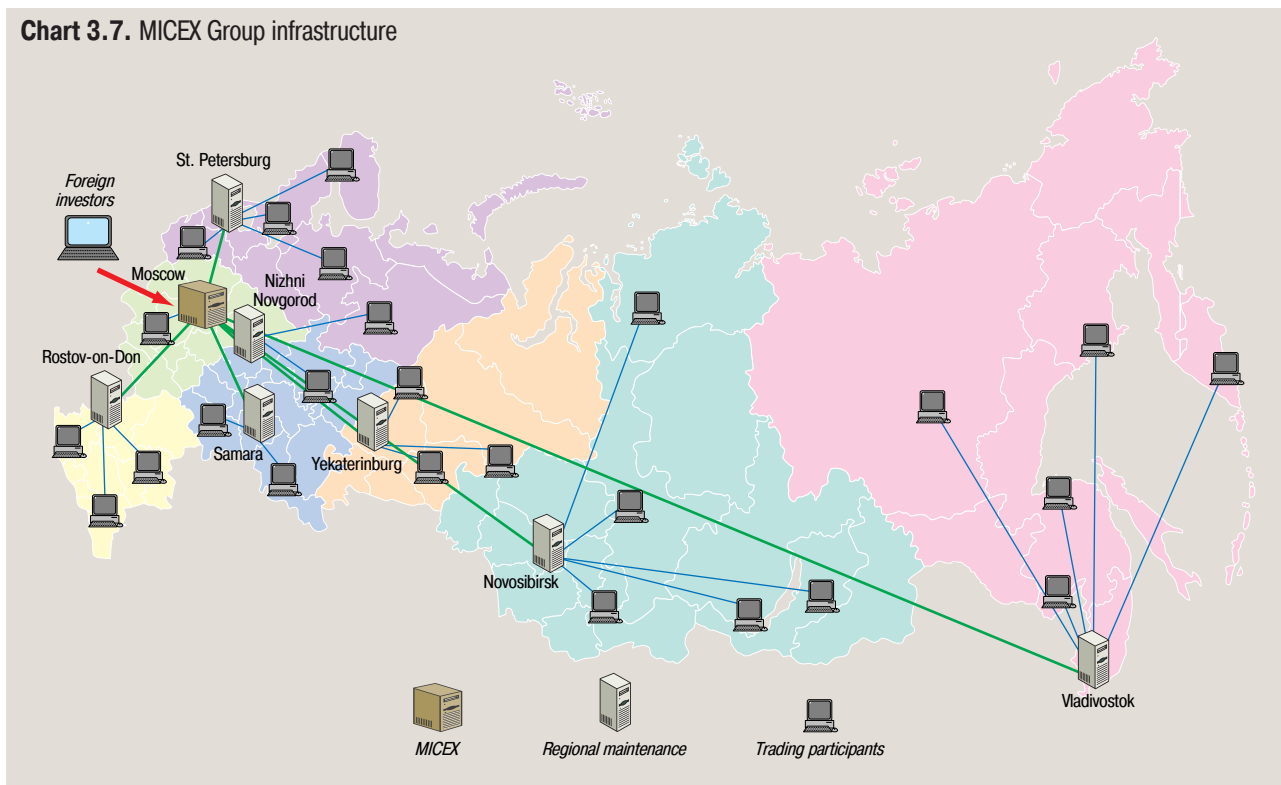 Chart 3.7. MICEX Group infrastructure
St. Petersburg
Foreign
investors
Moscow
Nizhni
Novgorod
Rostov-on-Don
Samara
Yekaterinburg
Novosibirsk
Vladivostok
MICEX
Regional maintenance
Trading participants